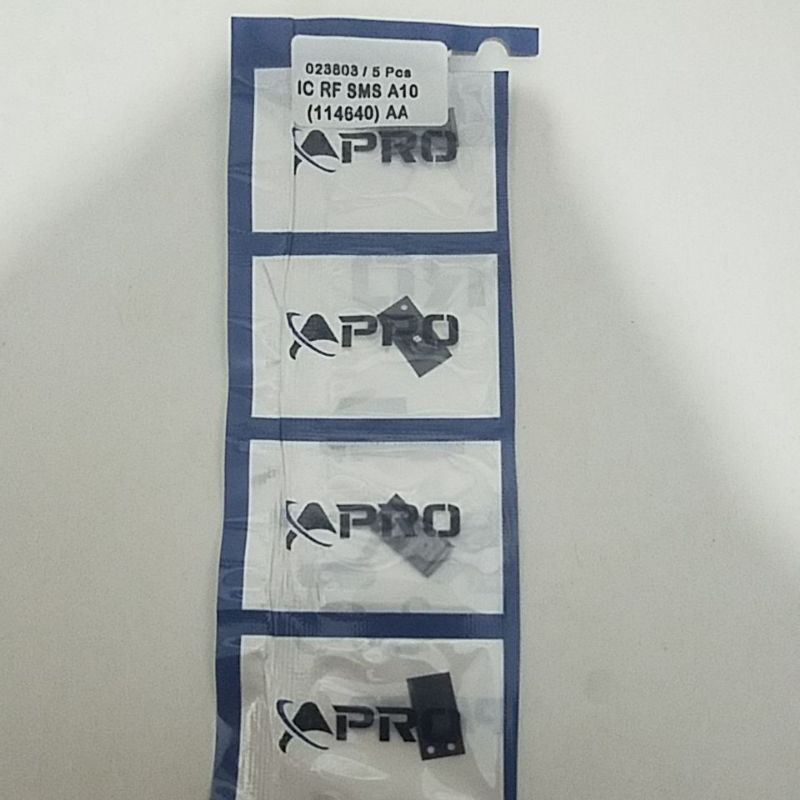 023803 / 5 Pcs
IC RF SMS A10
(114640) AA
APRO
APRO
APRO
APRO